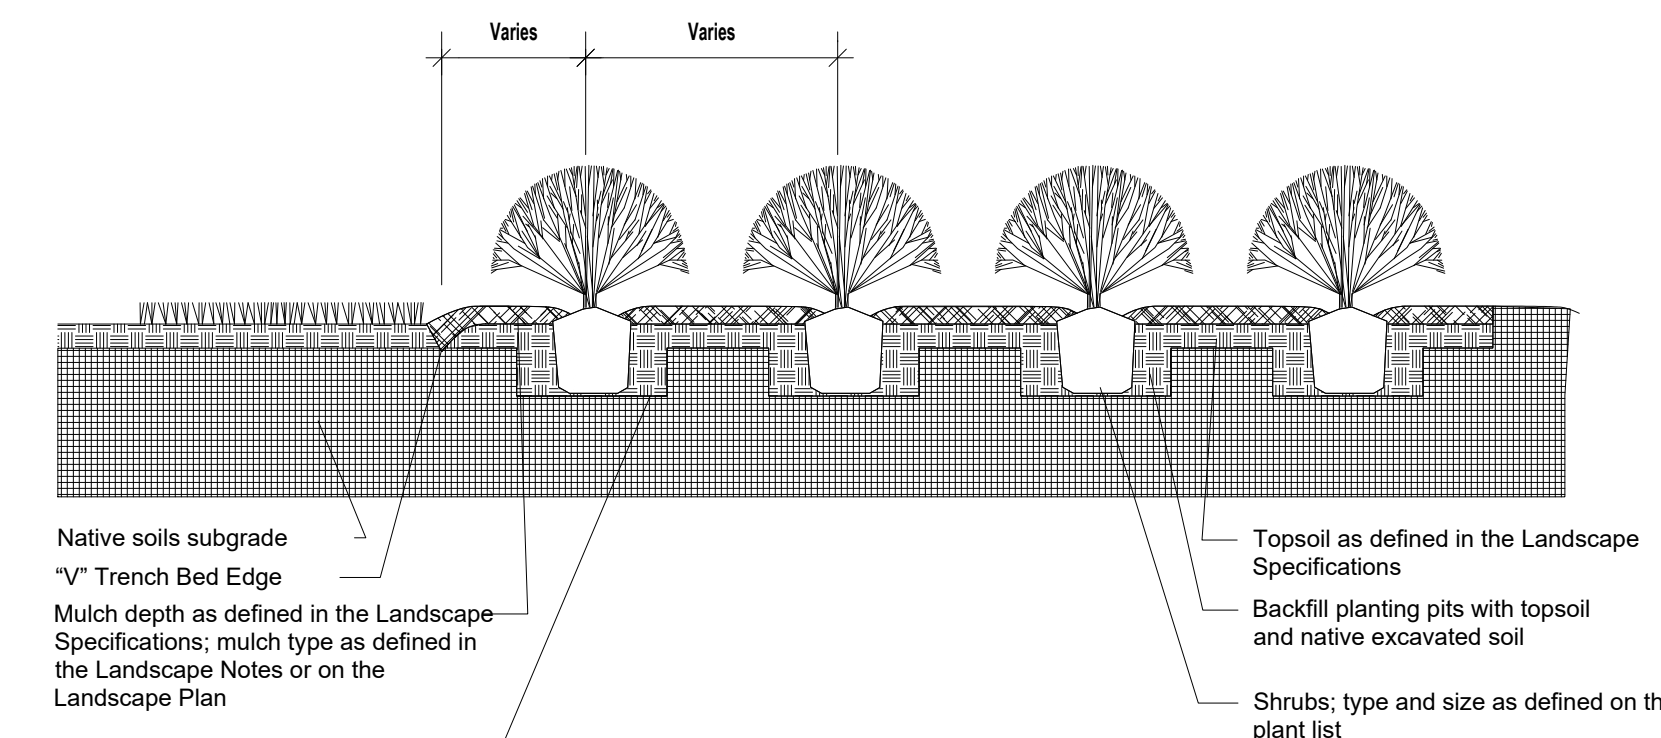 Varies
Varies
Native soils subgrade
“V” Trench Bed Edge
Mulch depth as defined in the Landscape
Specifications; mulch type as defined in
the Landscape Notes or on the
Landscape Plan
Topsoil as defined in the Landscape
Specifications
Backfill planting pits with topsoil
and native excavated soil
Shrubs; type and size as defined on
plant list